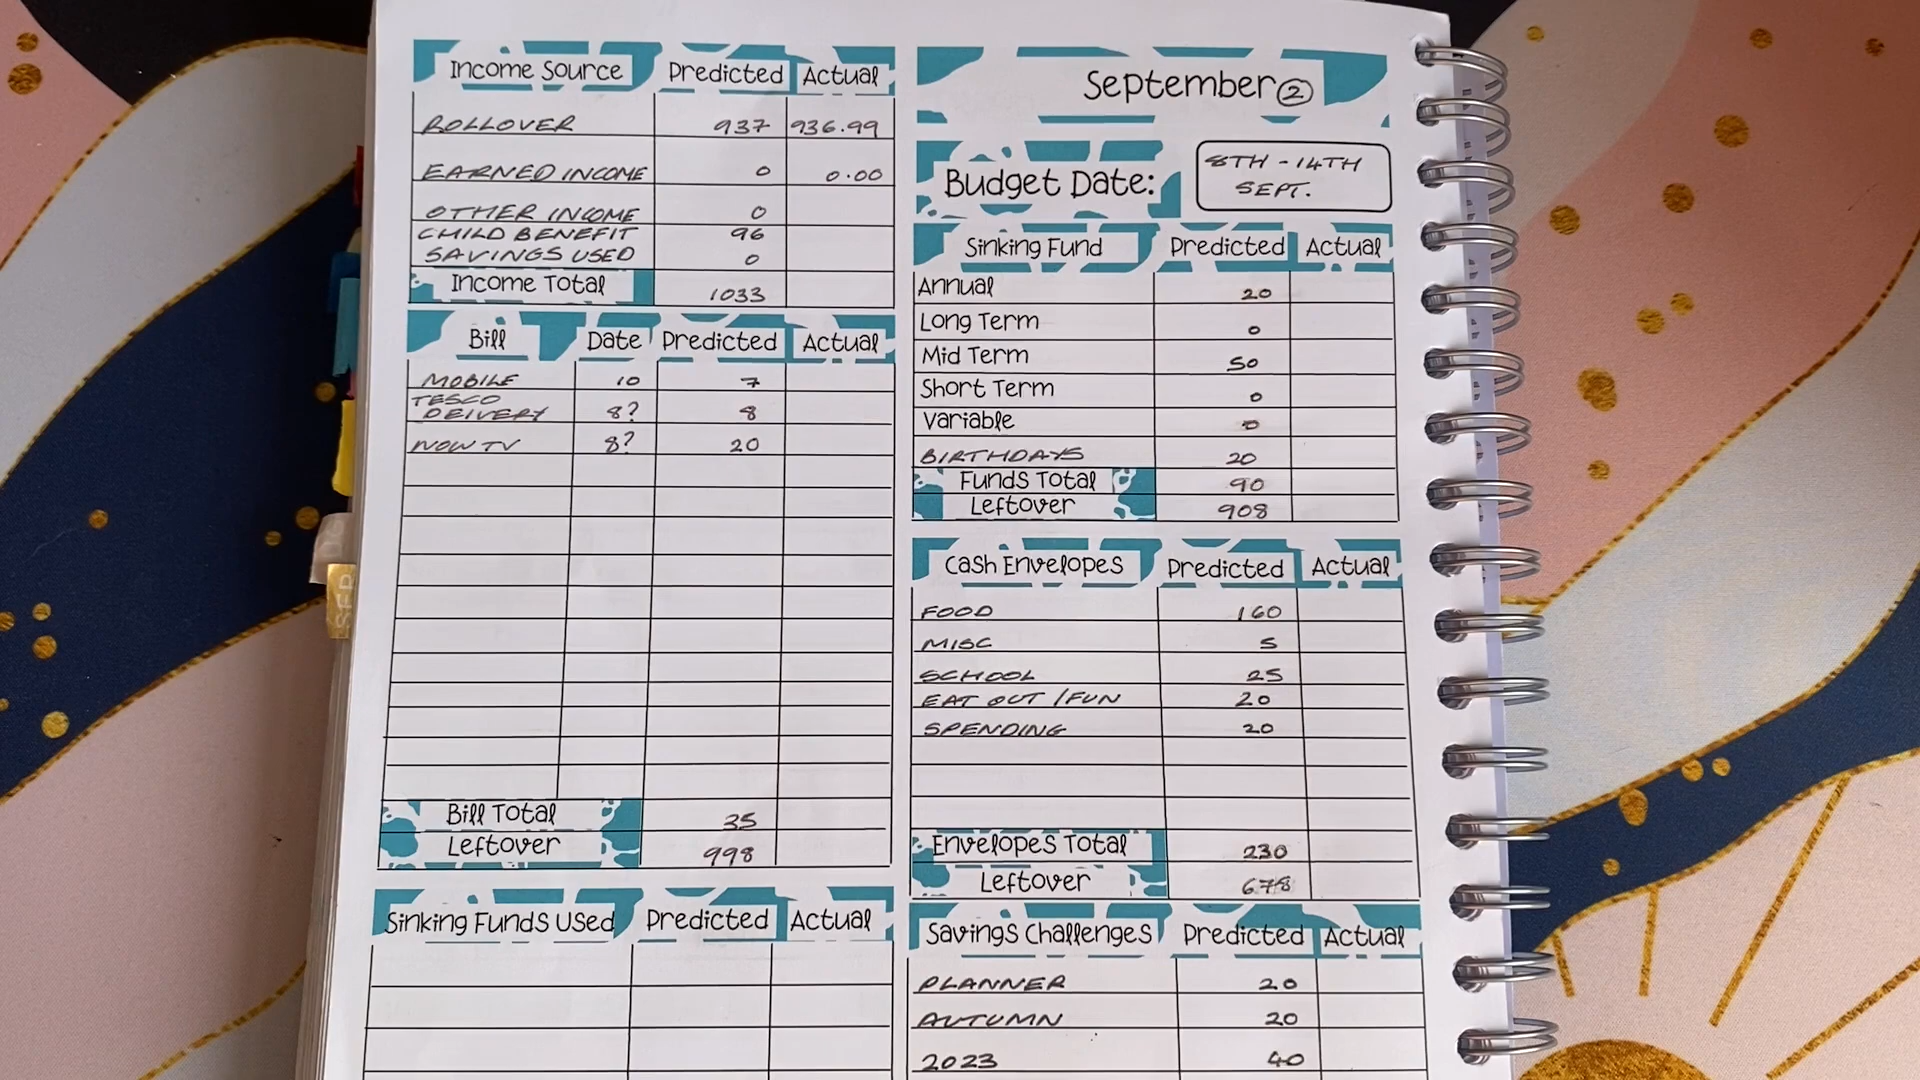 Income Source Predicted Actual
ROLLOVER 937 936.99
EARNED INCOME 0 0.00
OTHER INCOME 0
CHILD BENEFIT 96
SAVINGS USED 0
Income Total 1033
Bill Date Predicted Actual
MOBILE 10 7
TESCO
DEIVERY 8? 8
NOW TV 8? 20
Bill Total 35
Leftover 998
Sinking Funds Used Predicted Actual
September 2
Budget Date: 8TH - 14TH
SEPT.
Sinking Fund Predicted Actual
Annual 20
Long Term 0
Mid Term 50
Short Term 0
Variable 0
BIRTHDAYS 20
Funds Total 90
Leftover 908
Cash Envelopes Predicted Actual
FOOD 160
MISC 5
SCHOOL 25
EAT OUT / FUN 20
SPENDING 20
Envelopes Total 230
Leftover 678
Savings Challenges Predicted Actual
PLANNER 20
AUTUMN 20
2023 40
SEP